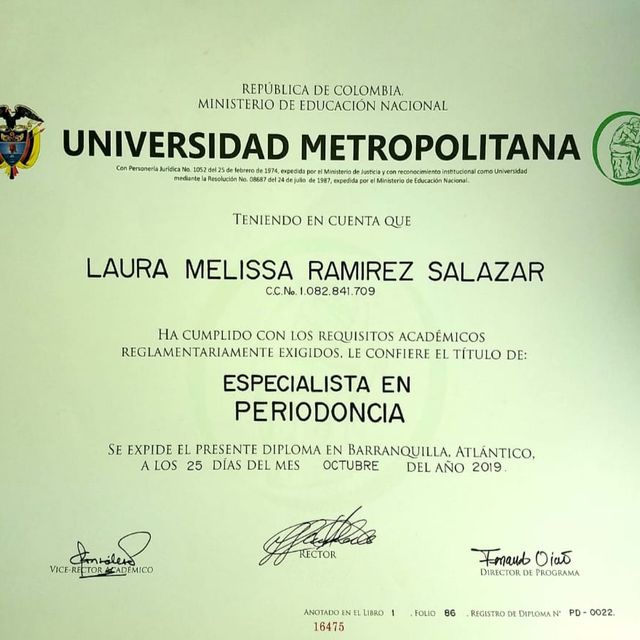 REPÚBLICA DE COLOMBIA.
MINISTERIO DE EDUCACIÓN NACIONAL
UNIVERSIDAD METROPOLITANA
Con Personería Jurídica No. 1052 del 25 de febrero de 1974, expedida por el Ministerio de Justicia y con reconocimiento institucional como Universidad
mediante la Resolución No. 08687 del 24 de julio de 1987, expedida por el Ministerio de Educación Nacional.
TENIENDO EN CUENTA QUE
LAURA MELISSA RAMIREZ SALAZAR
C.C.No. 1.082.841.709
HA CUMPLIDO CON LOS REQUISITOS ACADÉMICOS
REGLAMENTARIAMENTE EXIGIDOS, LE CONFIERE EL TÍTULO DE:
ESPECIALISTA EN
PERIODONCIA
SE EXPIDE EL PRESENTE DIPLOMA EN BARRANQUILLA, ATLÁNTICO,
A LOS 25 DÍAS DEL MES OCTUBRE DEL AÑO 2019.
VICE-RECTOR ACADÉMICO
RECTOR
DIRECTOR DE PROGRAMA
ANOTADO EN EL LIBRO 1 . FOLIO 86 . REGISTRO DE DIPLOMA Nº PD-0022.
16475